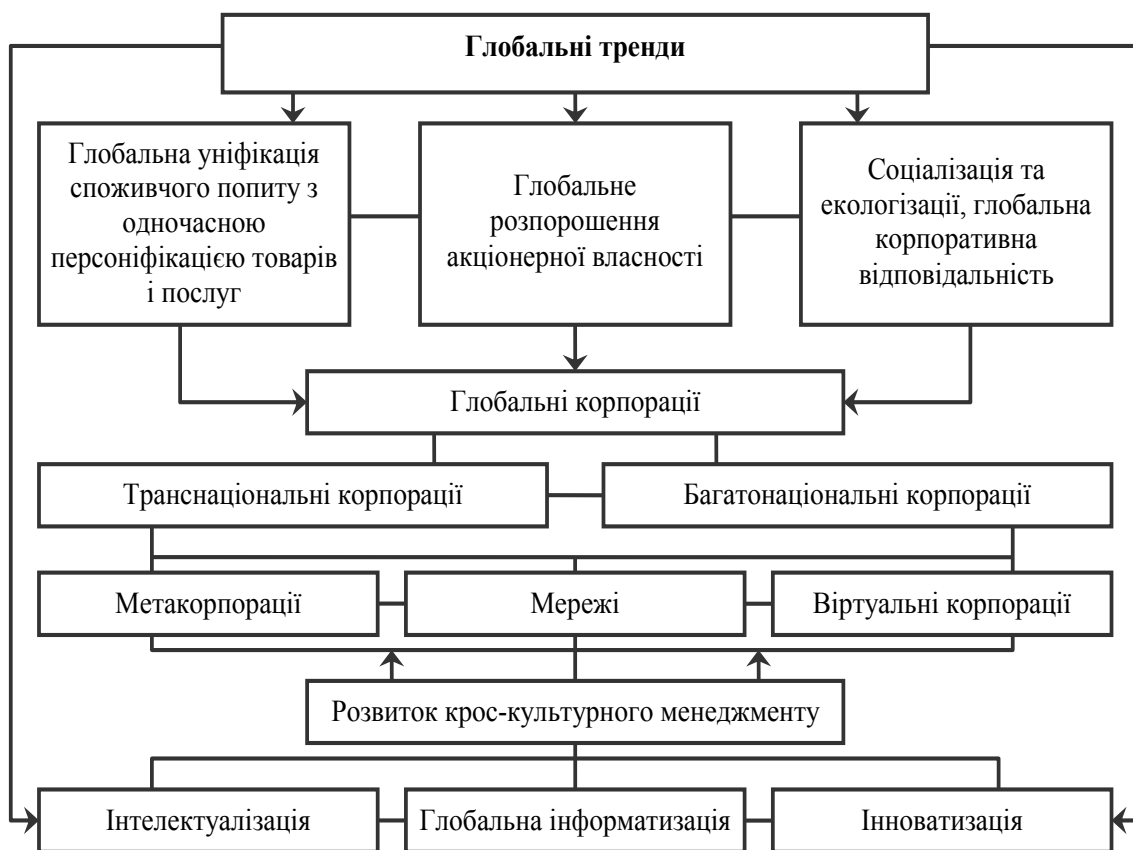 Глобальні тренди
Глобальна уніфікація
споживчого попиту з
одночасною
персоніфікацією товарів
і послуг
Глобальне
розпорошення
акціонерної власності
Соціалізація та
екологізації, глобальна
корпоративна
відповідальність
Глобальні корпорації
Транснаціональні корпорації
Багатонаціональні корпорації
Метакорпорації
Мережі
Віртуальні корпорації
Розвиток крос-культурного менеджменту
Інтелектуалізація
Глобальна інформатизація
Інноватизація